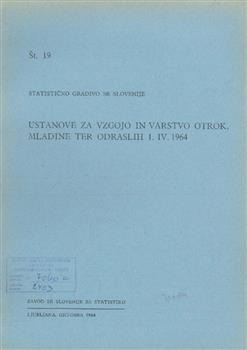 Št. 19
STATISTIČNO GRADIVO SR SLOVENIJE
USTANOVE ZA VZGOJO IN VARSTVO OTROK,
MLADINE TER ODRASLIH 1. IV. 1964
ZAVOD SR SLOVENIJE ZA STATISTIKO
LJUBLJANA, OKTOBRA 1964